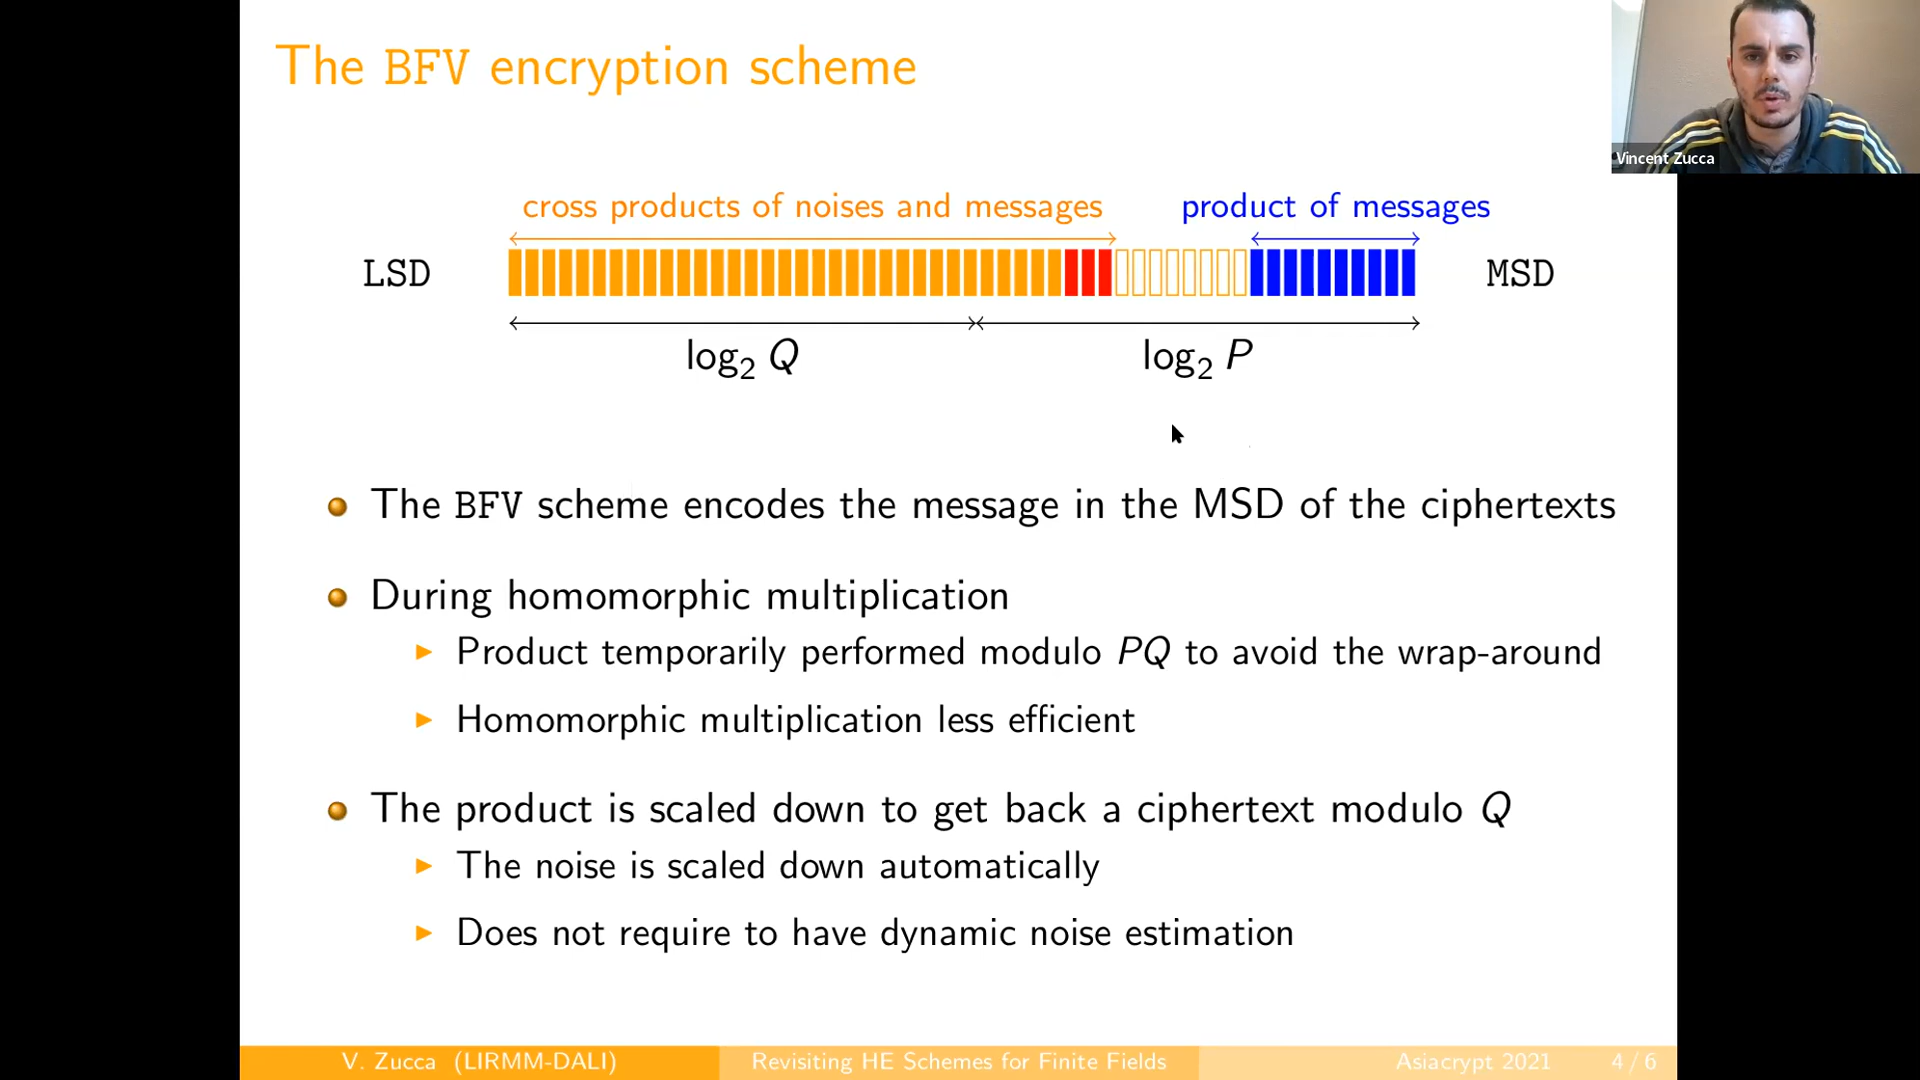 The BFV encryption scheme
Vincent Zucca
cross products of noises and messages
product of messages
LSD
MSD
log₂ Q
log₂ P
The BFV scheme encodes the message in the MSD of the ciphertexts
During homomorphic multiplication
Product temporarily performed modulo PQ to avoid the wrap-around
Homomorphic multiplication less efficient
The product is scaled down to get back a ciphertext modulo Q
The noise is scaled down automatically
Does not require to have dynamic noise estimation
V. Zucca (LIRMM-DALI)
Revisiting HE Schemes for Finite Fields
Asiacrypt 2021
4 / 6